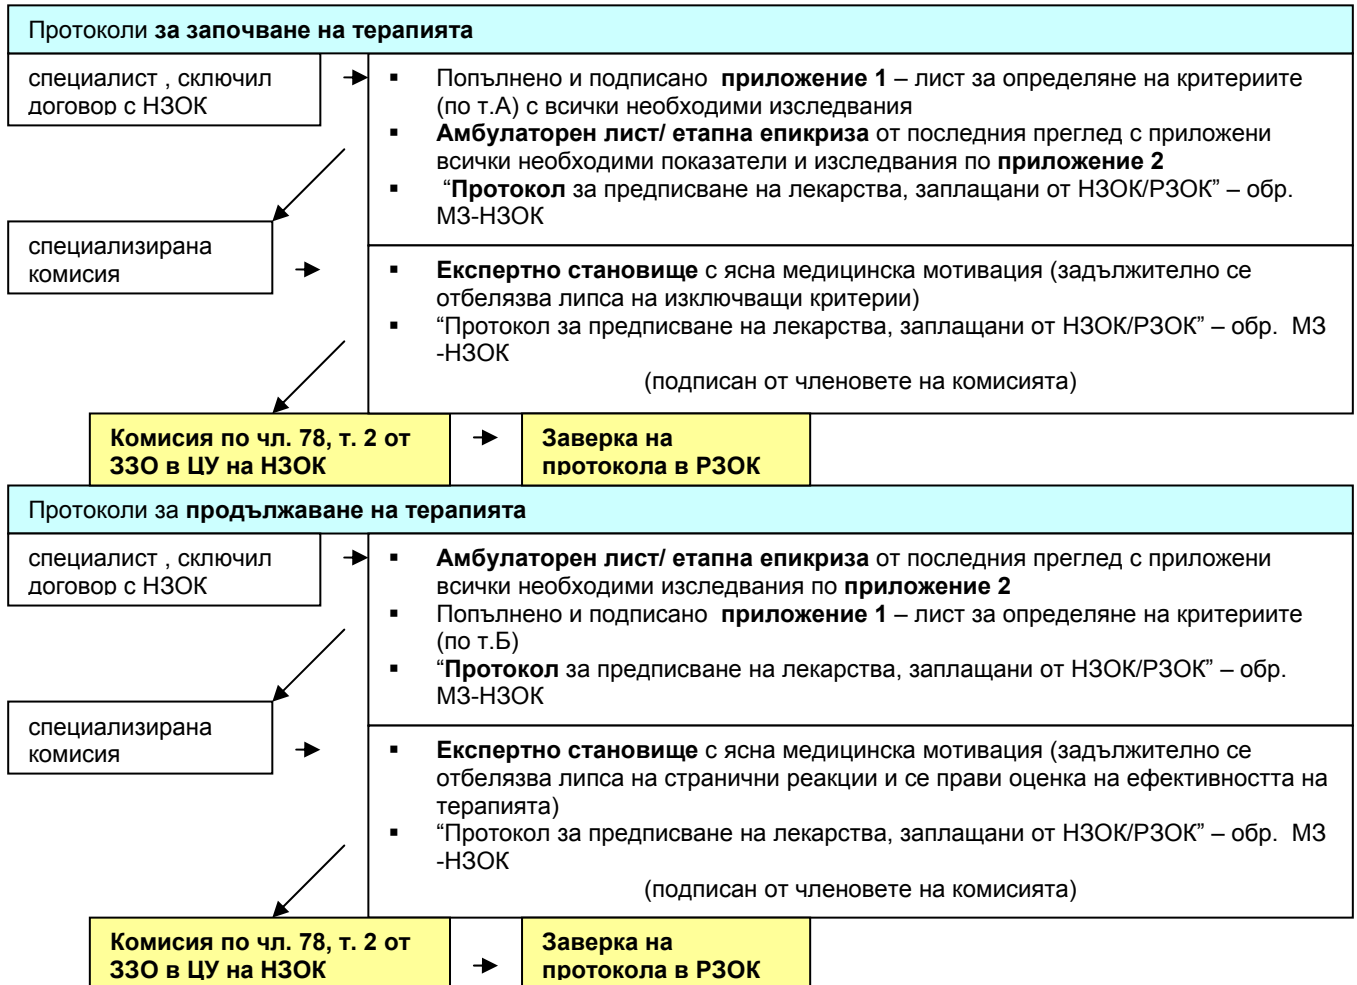 Протоколи за започване на терапията
специалист , сключил
договор с НЗОК
▪ Попълнено и подписано приложение 1 – лист за определяне на критериите
(по т.А) с всички необходими изследвания
▪ Амбулаторен лист/ етапна епикриза от последния преглед с приложени
всички необходими показатели и изследвания по приложение 2
▪ “Протокол за предписване на лекарства, заплащани от НЗОК/РЗОК” – обр.
МЗ-НЗОК
специализирана
комисия
▪ Експертно становище с ясна медицинска мотивация (задължително се
отбелязва липса на изключващи критерии)
▪ “Протокол за предписване на лекарства, заплащани от НЗОК/РЗОК” – обр. МЗ
-НЗОК
(подписан от членовете на комисията)
Комисия по чл. 78, т. 2 от
ЗЗО в ЦУ на НЗОК
Заверка на
протокола в РЗОК
Протоколи за продължаване на терапията
специалист , сключил
договор с НЗОК
▪ Амбулаторен лист/ етапна епикриза от последния преглед с приложени
всички необходими изследвания по приложение 2
▪ Попълнено и подписано приложение 1 – лист за определяне на критериите
(по т.Б)
▪ “Протокол за предписване на лекарства, заплащани от НЗОК/РЗОК” – обр.
МЗ-НЗОК
специализирана
комисия
▪ Експертно становище с ясна медицинска мотивация (задължително се
отбелязва липса на странични реакции и се прави оценка на ефективността на
терапията)
▪ “Протокол за предписване на лекарства, заплащани от НЗОК/РЗОК” – обр. МЗ
-НЗОК
(подписан от членовете на комисията)
Комисия по чл. 78, т. 2 от
ЗЗО в ЦУ на НЗОК
Заверка на
протокола в РЗОК